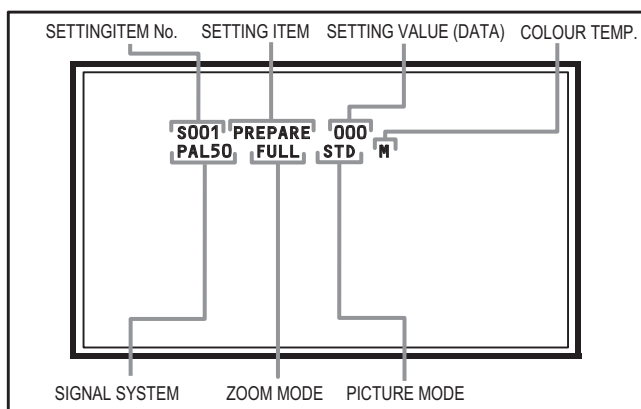 SETTINGITEM No. SETTING ITEM SETTING VALUE (DATA) COLOUR TEMP.
S001 PREPARE 000
PAL50 FULL STD M
SIGNAL SYSTEM ZOOM MODE PICTURE MODE